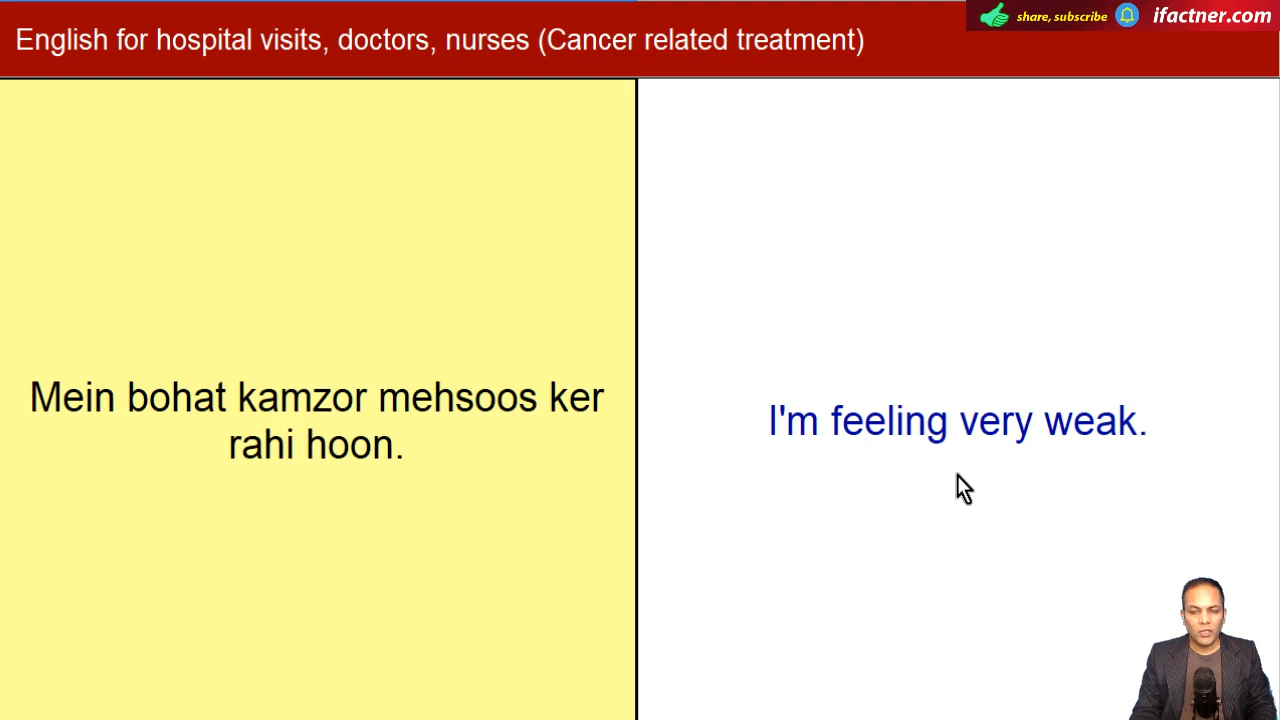 English for hospital visits, doctors, nurses (Cancer related treatment)
share, subscribe
ifactner.com
Mein bohat kamzor mehsoos ker
rahi hoon.
I'm feeling very weak.